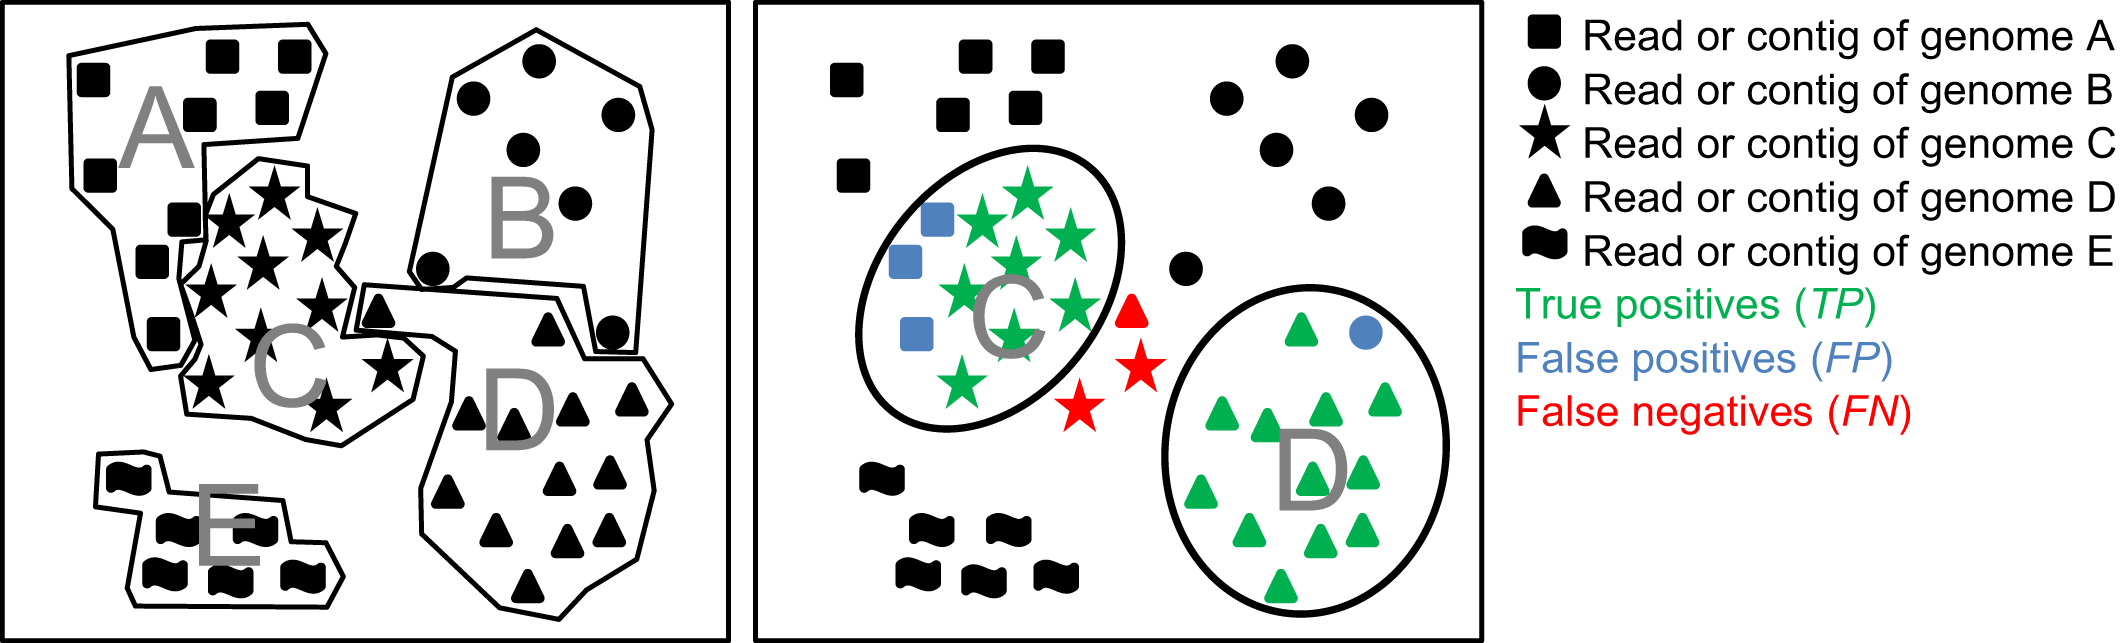 A
B
C
D
E
C
D
Read or contig of genome A
Read or contig of genome B
Read or contig of genome C
Read or contig of genome D
Read or contig of genome E
True positives (TP)
False positives (FP)
False negatives (FN)